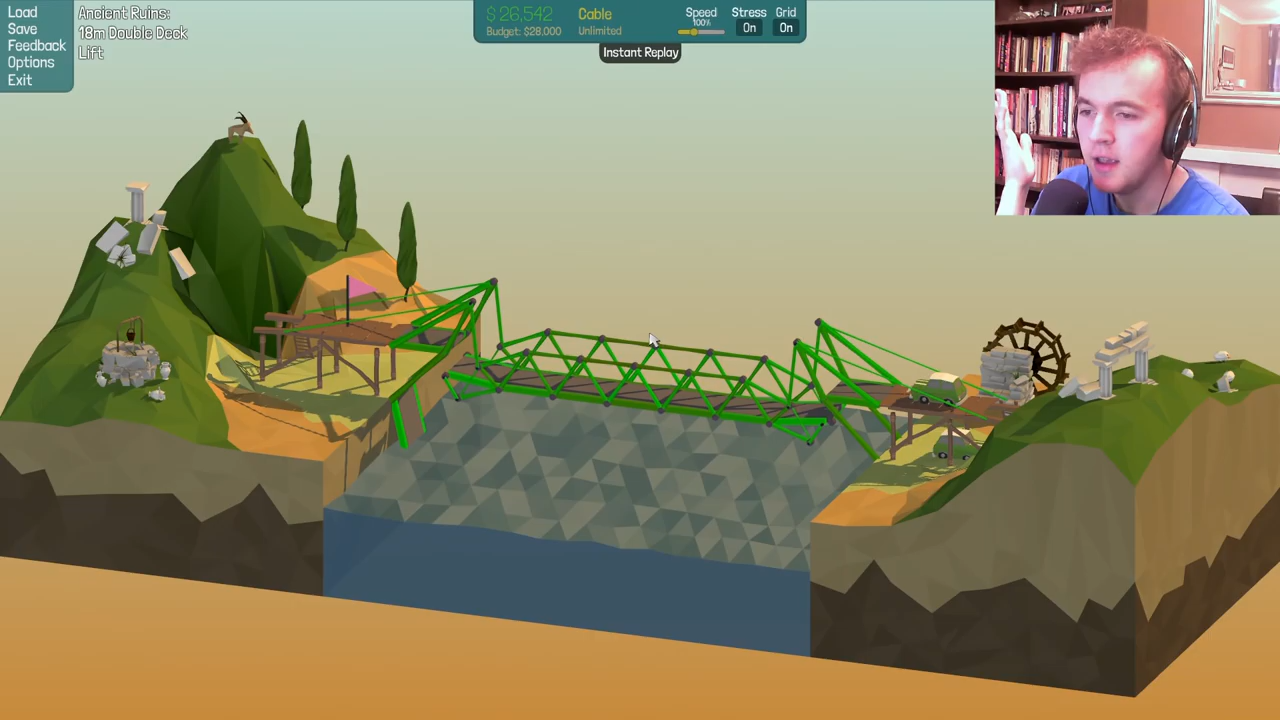 Load
Save
Feedback
Options
Exit
Ancient Ruins:
18m Double Deck
Lift
$ 26,542
Budget: $28,000
Cable
Unlimited
Speed
100%
Stress
On
Grid
On
Instant Replay